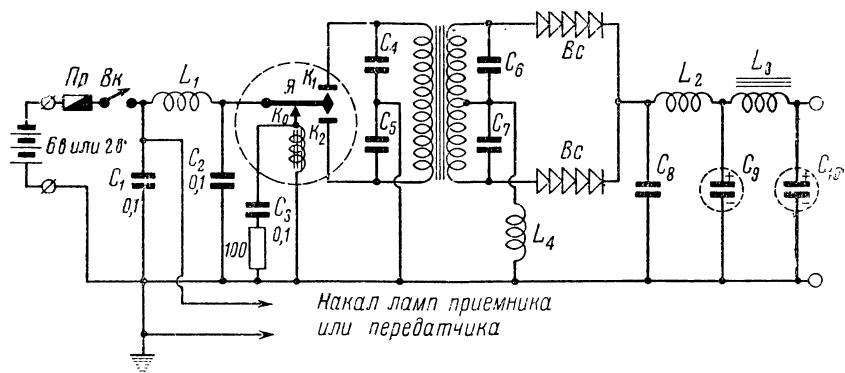 Пр Вк L₁
6в или 2в
C₁
0,1
C₂
0,1
Я
K₁
K₀
K₂
C₃
0,1
100
C₄
C₅
C₆
C₇
Вс
Вс
L₄
L₂
L₃
C₈
C₉
C₁₀
Накал ламп приемника
или передатчика